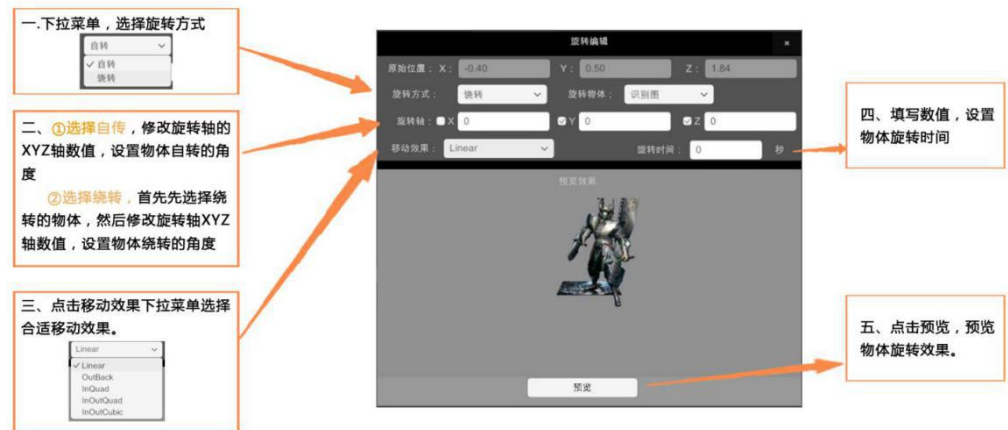 一.下拉菜单，选择旋转方式
自转
✓ 自转
饶转
二、①选择自传，修改旋转轴的
XYZ轴数值，设置物体自转的角
度
②选择绕转，首先先选择绕
转的物体，然后修改旋转轴XYZ
轴数值，设置物体绕转的角度
三、点击移动效果下拉菜单选择
合适移动效果。
Linear
✓ Linear
OutBack
InQuad
InOutQuad
InOutCubic
旋转编辑 ×
原始位置： X： -0.40 Y： 0.50 Z： 1.84
旋转方式： 饶转 旋转物体： 识别图
旋转轴： X 0 Y 0 Z 0
移动效果： Linear 旋转时间： 0 秒
预览效果
预览
四、填写数值，设置
物体旋转时间
五、点击预览，预览
物体旋转效果。